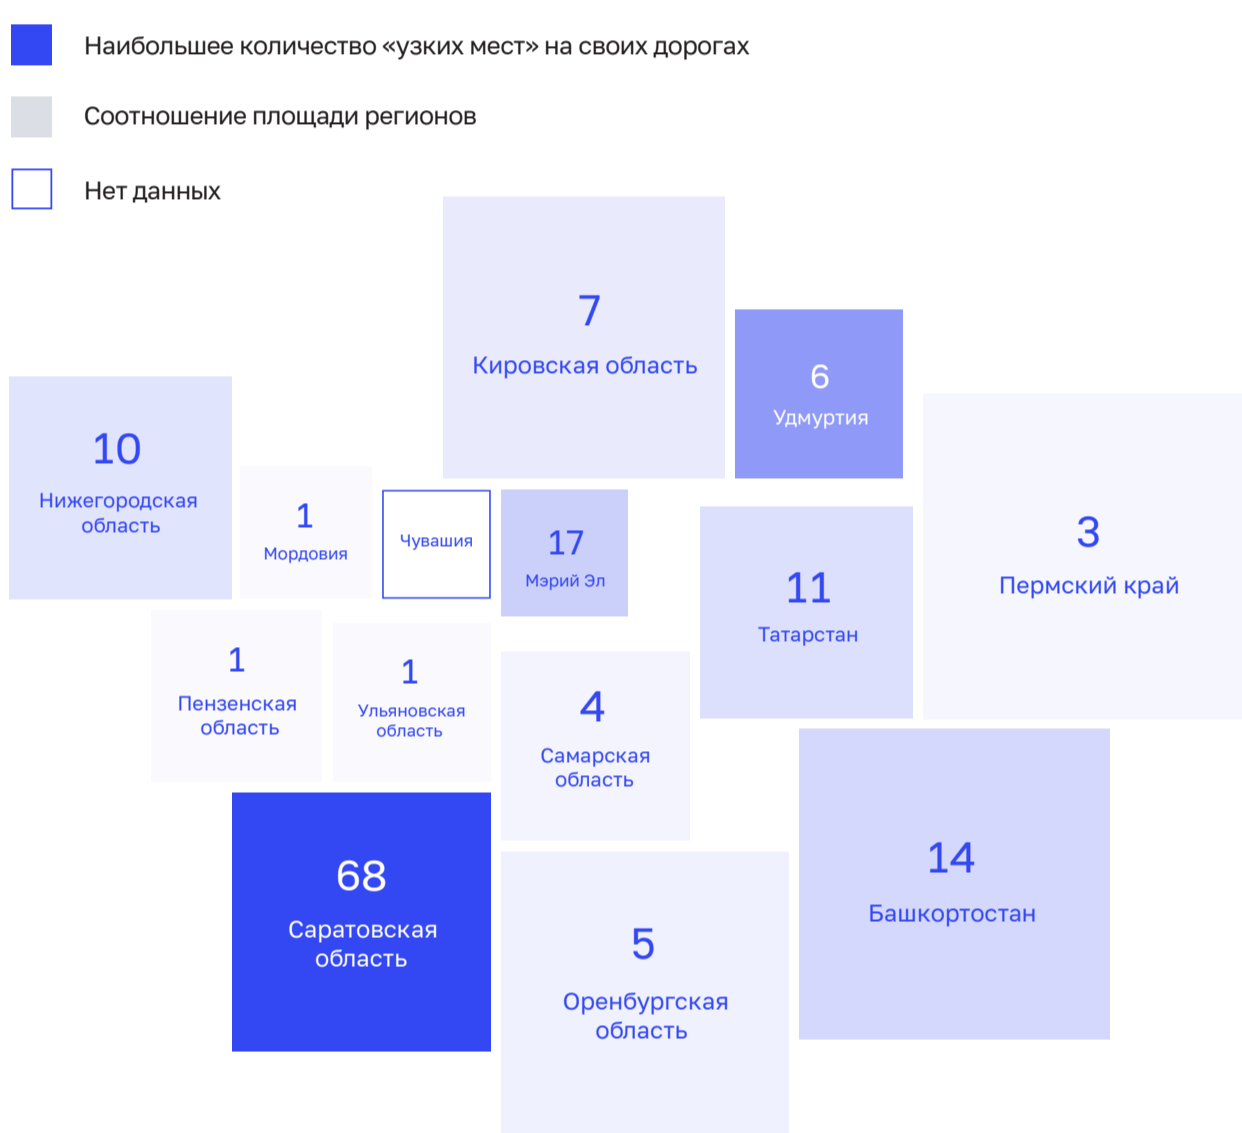 Наибольшее количество «узких мест» на своих дорогах
Соотношение площади регионов
Нет данных
7
Кировская область
6
Удмуртия
10
Нижегородская
область
1
Мордовия
Чувашия
17
Мэрий Эл
11
Татарстан
3
Пермский край
1
Пензенская
область
1
Ульяновская
область
4
Самарская
область
68
Саратовская
область
5
Оренбургская
область
14
Башкортостан